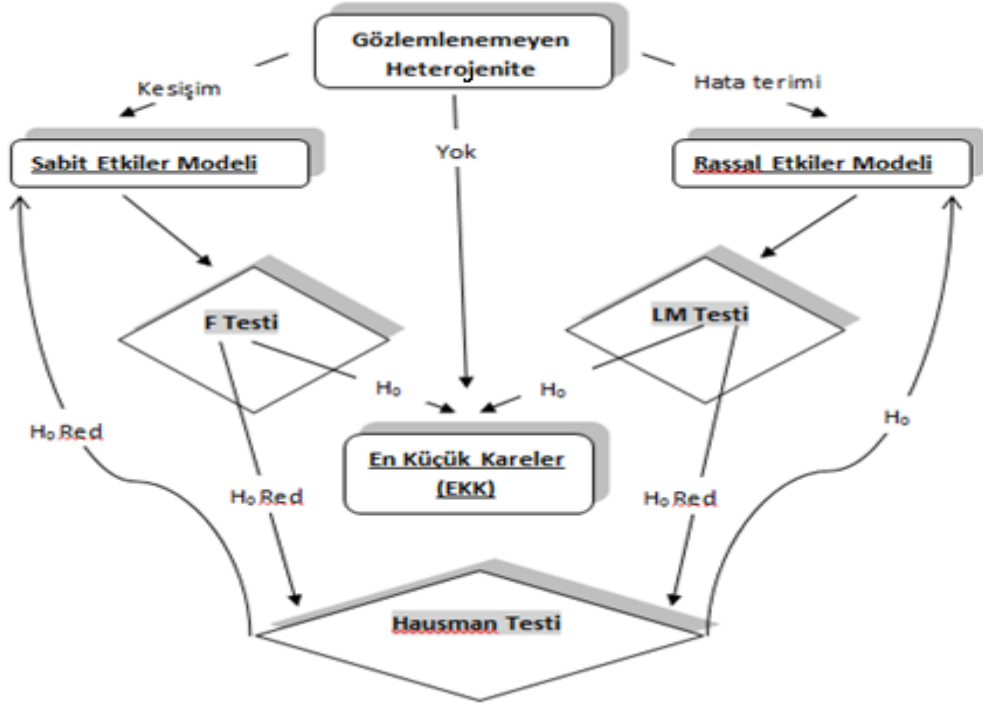 Gözlemlenemeyen
Heterojenite
Kesişim
Hata terimi
Yok
Sabit Etkiler Modeli
Rassal Etkiler Modeli
F Testi
LM Testi
H₀
H₀
H₀ Red
H₀
En Küçük Kareler
(EKK)
H₀ Red
H₀ Red
Hausman Testi